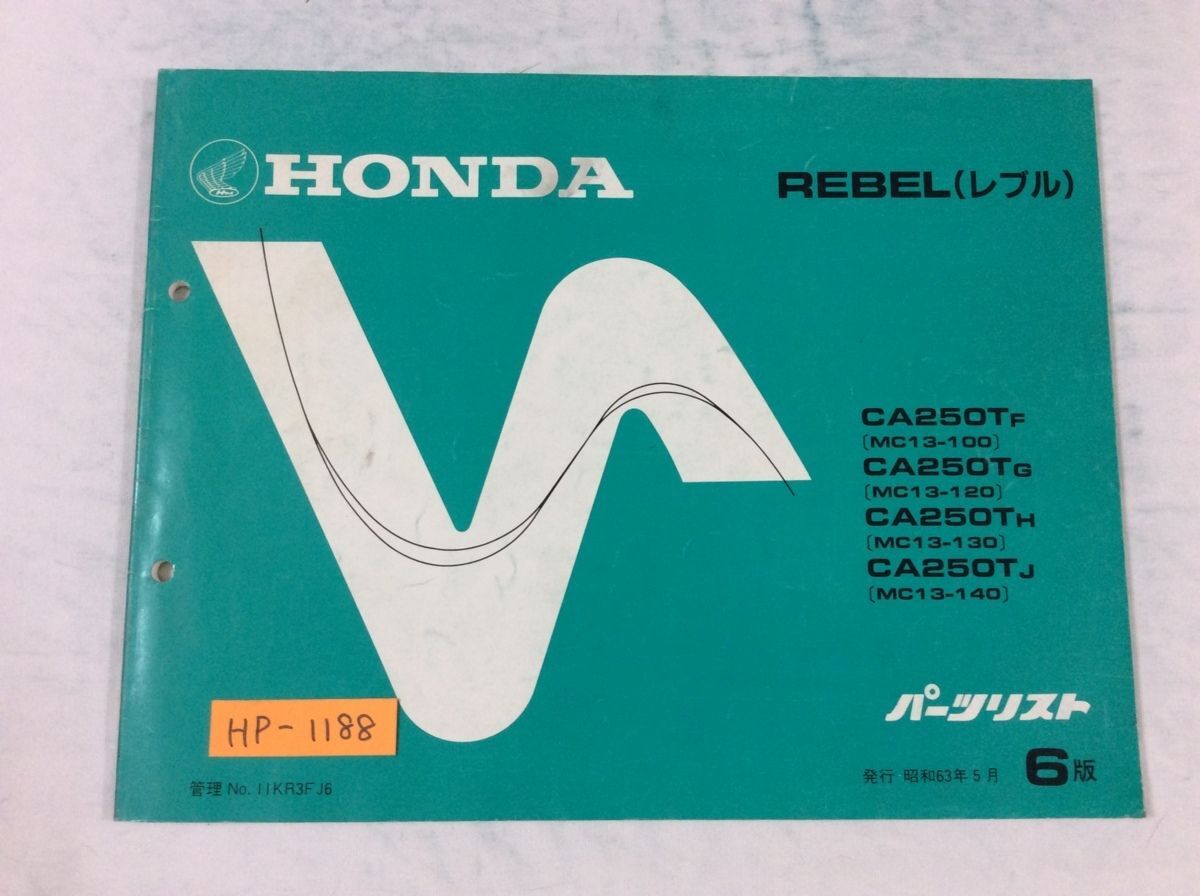 HONDA
REBEL(レブル)
CA250TF
〔MC13-100〕
CA250TG
〔MC13-120〕
CA250TH
〔MC13-130〕
CA250TJ
〔MC13-140〕
パーツリスト
HP-1188
管理 No. 11KR3FJ6
発行 昭和63年5月 6版